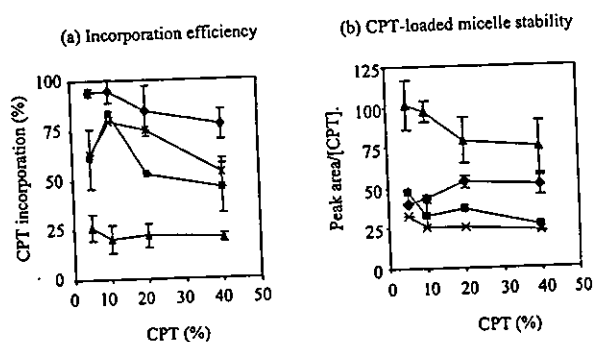 (a) Incorporation efficiency
100
75
50
25
0
CPT incorporation (%)
0 10 20 30 40 50
CPT (%)
(b) CPT-loaded micelle stability
125
100
75
50
25
0
Peak area/[CPT].
0 10 20 30 40 50
CPT (%)